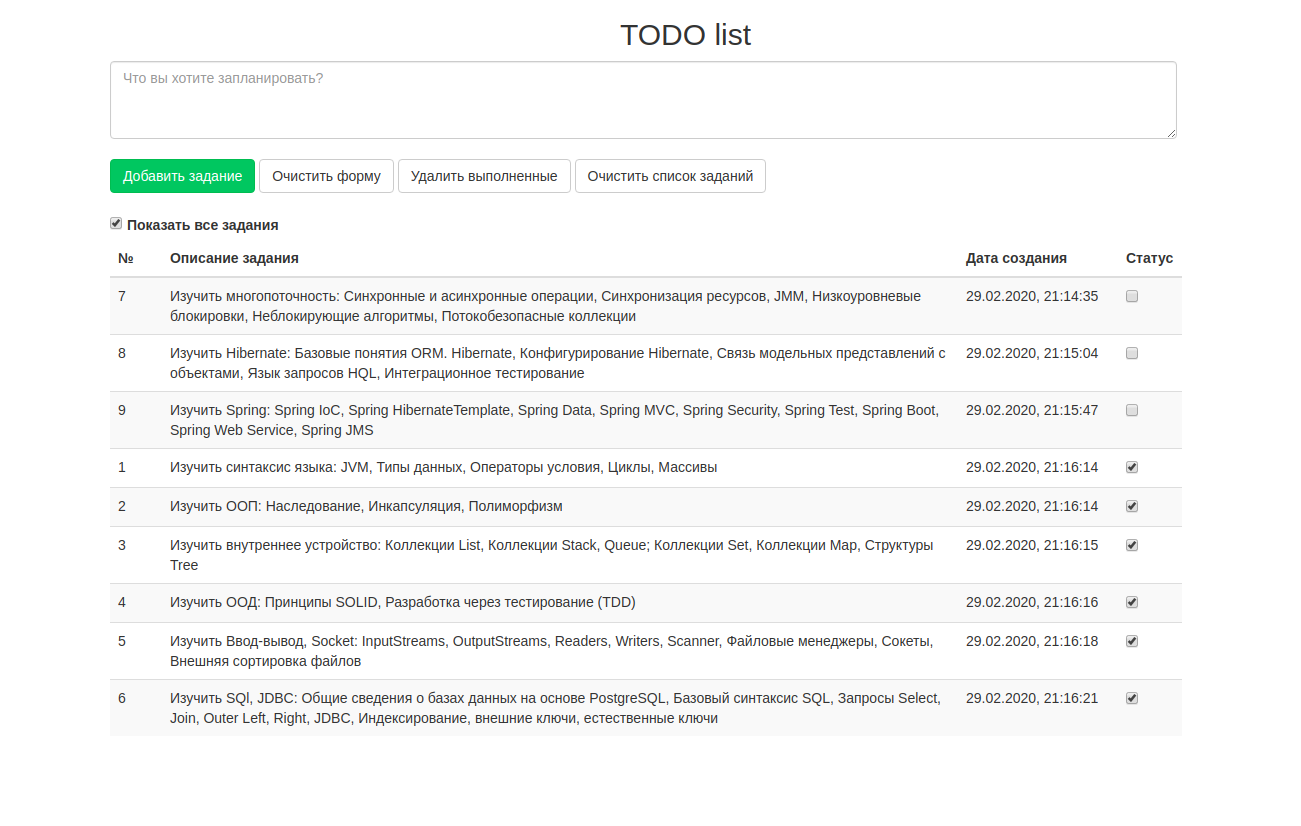 TODO list
Что вы хотите запланировать?
Добавить задание Очистить форму Удалить выполненные Очистить список заданий
Показать все задания
№ Описание задания Дата создания Статус
7 Изучить многопоточность: Синхронные и асинхронные операции, Синхронизация ресурсов, JMM, Низкоуровневые 29.02.2020, 21:14:35
блокировки, Неблокирующие алгоритмы, Потокобезопасные коллекции
8 Изучить Hibernate: Базовые понятия ORM. Hibernate, Конфигурирование Hibernate, Связь модельных представлений с 29.02.2020, 21:15:04
объектами, Язык запросов HQL, Интеграционное тестирование
9 Изучить Spring: Spring IoC, Spring HibernateTemplate, Spring Data, Spring MVC, Spring Security, Spring Test, Spring Boot, 29.02.2020, 21:15:47
Spring Web Service, Spring JMS
1 Изучить синтаксис языка: JVM, Типы данных, Операторы условия, Циклы, Массивы 29.02.2020, 21:16:14
2 Изучить ООП: Наследование, Инкапсуляция, Полиморфизм 29.02.2020, 21:16:14
3 Изучить внутреннее устройство: Коллекции List, Коллекции Stack, Queue; Коллекции Set, Коллекции Map, Структуры 29.02.2020, 21:16:15
Tree
4 Изучить ООД: Принципы SOLID, Разработка через тестирование (TDD) 29.02.2020, 21:16:16
5 Изучить Ввод-вывод, Socket: InputStreams, OutputStreams, Readers, Writers, Scanner, Файловые менеджеры, Сокеты, 29.02.2020, 21:16:18
Внешняя сортировка файлов
6 Изучить SQl, JDBC: Общие сведения о базах данных на основе PostgreSQL, Базовый синтаксис SQL, Запросы Select, 29.02.2020, 21:16:21
Join, Outer Left, Right, JDBC, Индексирование, внешние ключи, естественные ключи